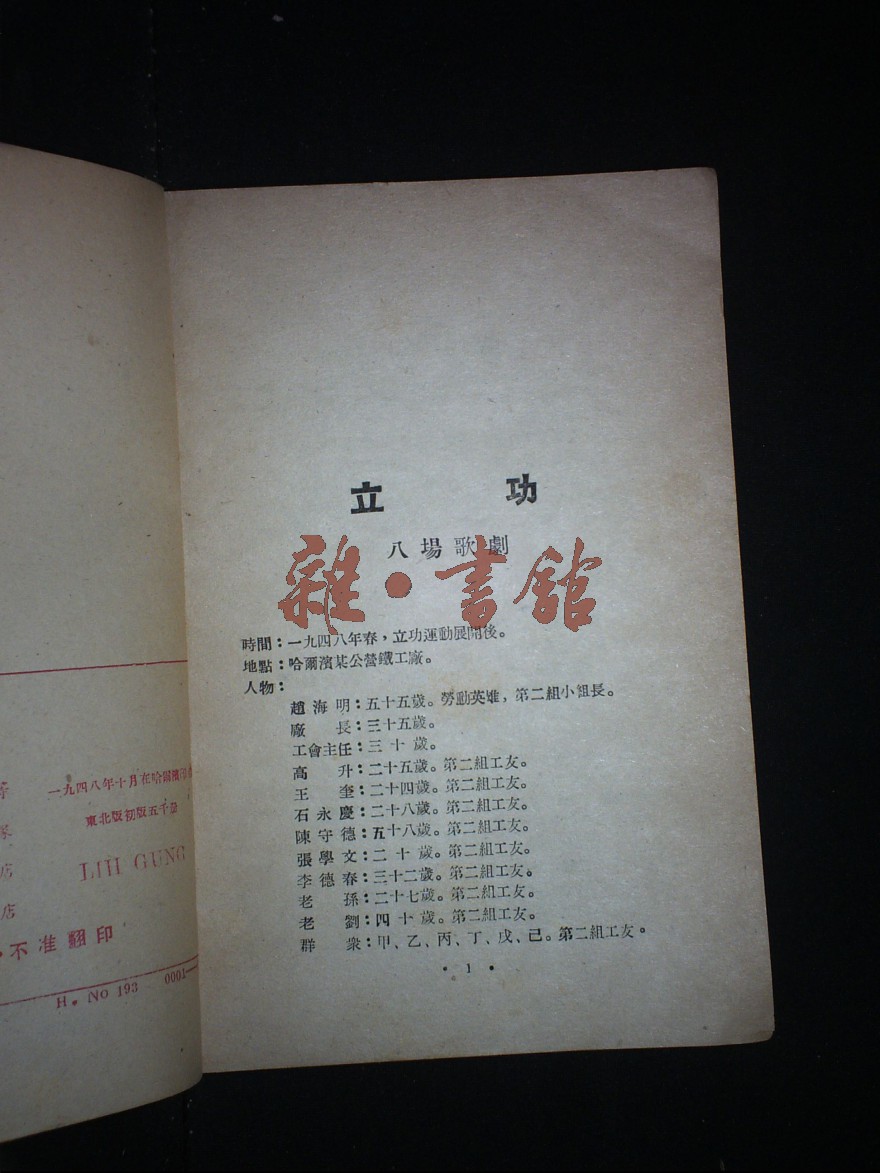 一九四八年十月在哈爾濱印
東北版初版五千册
店
LIH GUNG
店
·不准翻印
H. No 193 0001—
立 功
八場歌劇
雜·書館
時間：一九四八年春，立功運動展開後。
地點：哈爾濱某公營鐵工廠。
人物：
趙海明：五十五歲。勞動英雄，第二組小組長。
廠 長：三十五歲。
工會主任：三十歲。
高 升：二十五歲。第二組工友。
王 奎：二十四歲。第二組工友。
石永慶：二十八歲。第二組工友。
陳守德：五十八歲。第二組工友。
張學文：二十歲。第二組工友。
李德春：三十二歲。第二組工友。
老 孫：二十七歲。第二組工友。
老 劉：四十歲。第二組工友。
群 衆：甲、乙、丙、丁、戊、己。第二組工友。
·1·